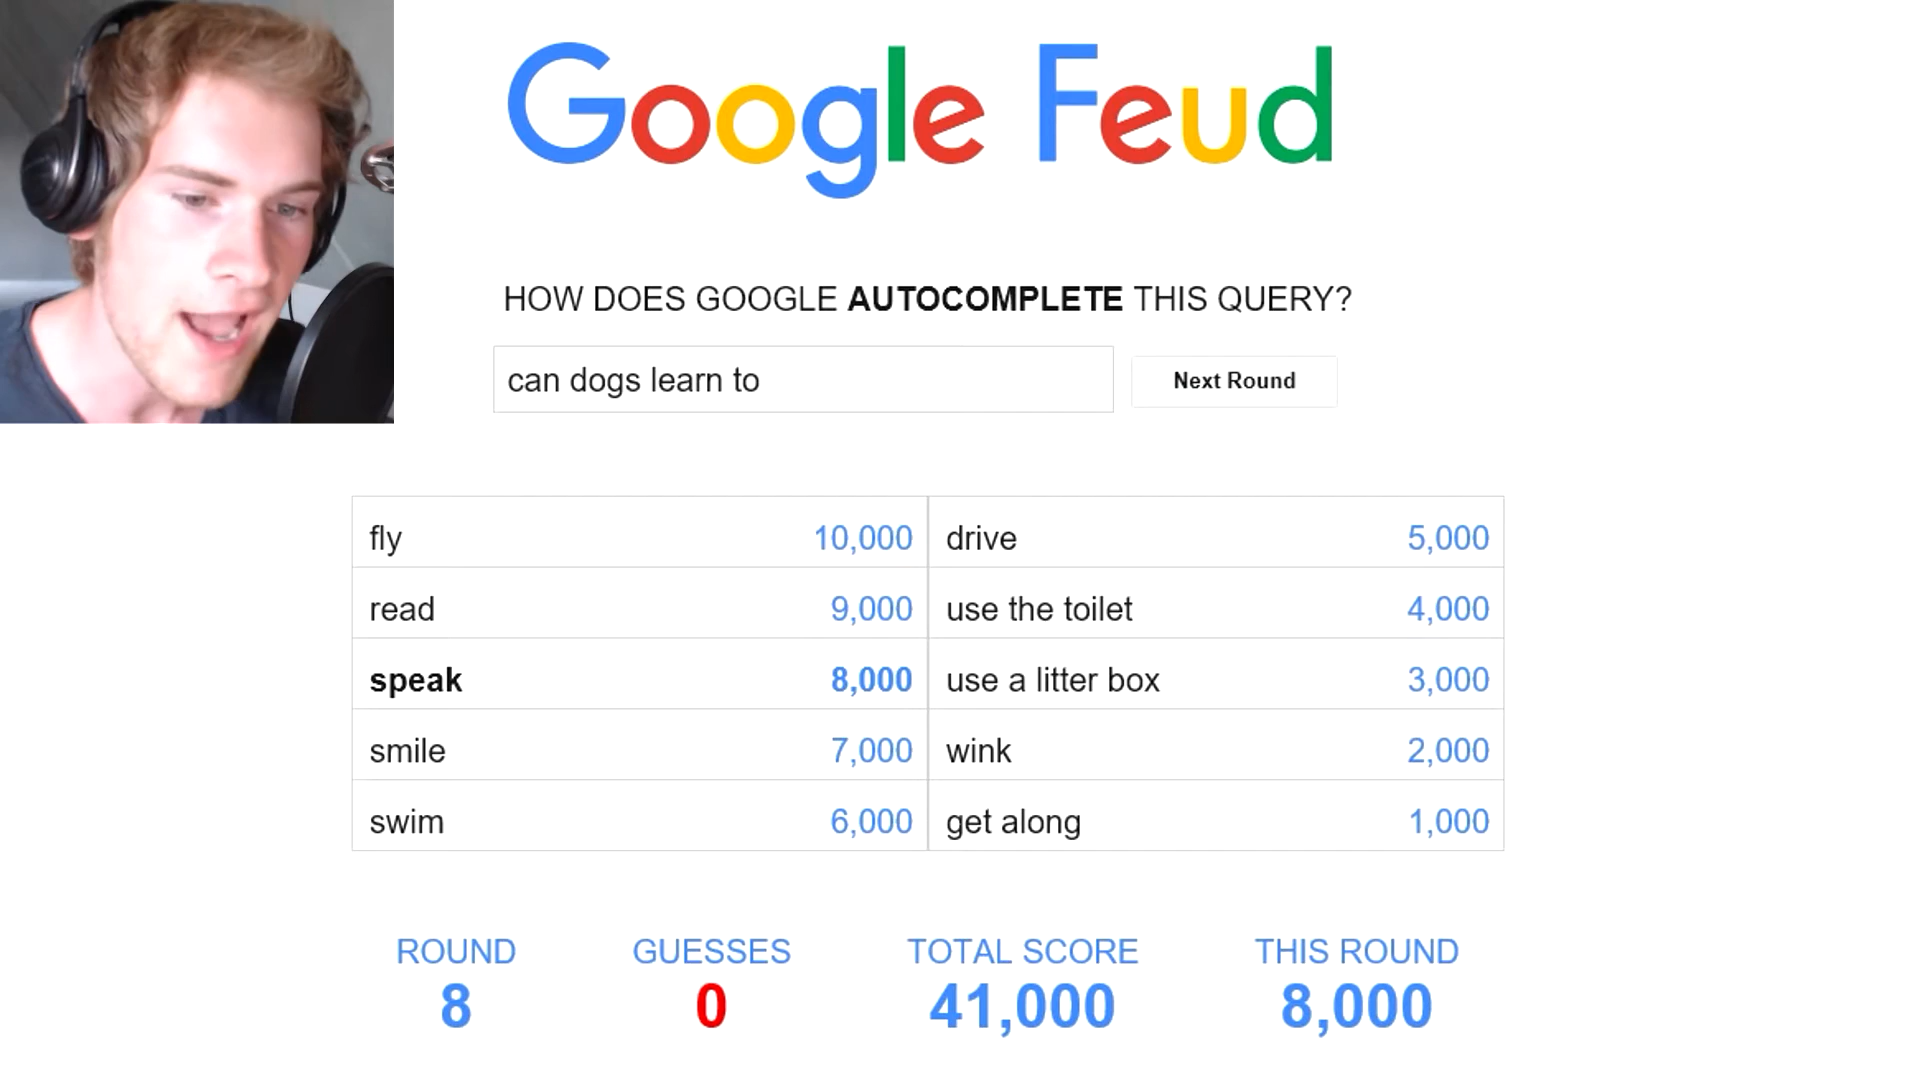 Google Feud
HOW DOES GOOGLE AUTOCOMPLETE THIS QUERY?
can dogs learn to
Next Round
fly 10,000
read 9,000
speak 8,000
smile 7,000
swim 6,000
drive 5,000
use the toilet 4,000
use a litter box 3,000
wink 2,000
get along 1,000
ROUND
8
GUESSES
0
TOTAL SCORE
41,000
THIS ROUND
8,000